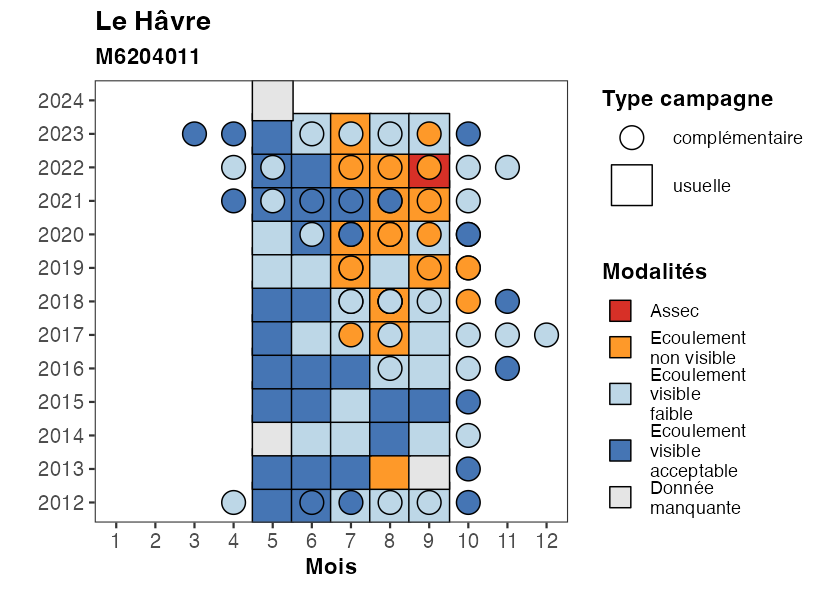 Le Hâvre
M6204011
2024
2023
2022
2021
2020
2019
2018
2017
2016
2015
2014
2013
2012
1 2 3 4 5 6 7 8 9 10 11 12
Mois
Type campagne
complémentaire
usuelle
Modalités
Assec
Ecoulement
non visible
Ecoulement
visible
faible
Ecoulement
visible
acceptable
Donnée
manquante